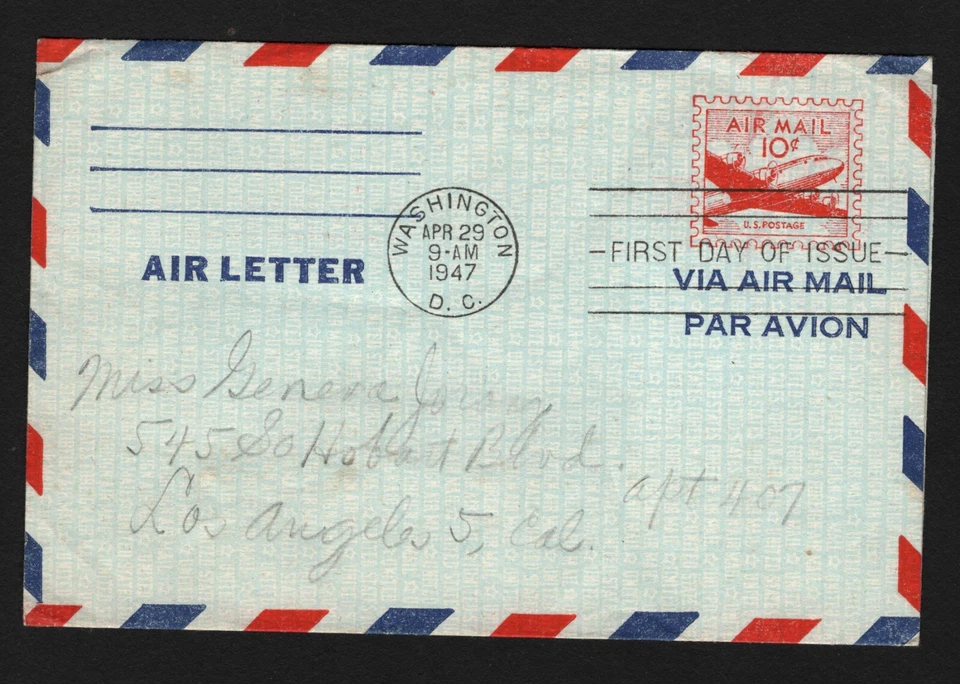 AIR MAIL
10¢
U.S. POSTAGE
WASHINGTON
APR 29
9-AM
1947
D. C.
-FIRST DAY OF ISSUE-
AIR LETTER
VIA AIR MAIL
PAR AVION
Miss Geneva
545 So Hobart Blvd.
apt 407
Los Angeles 5, Cal.